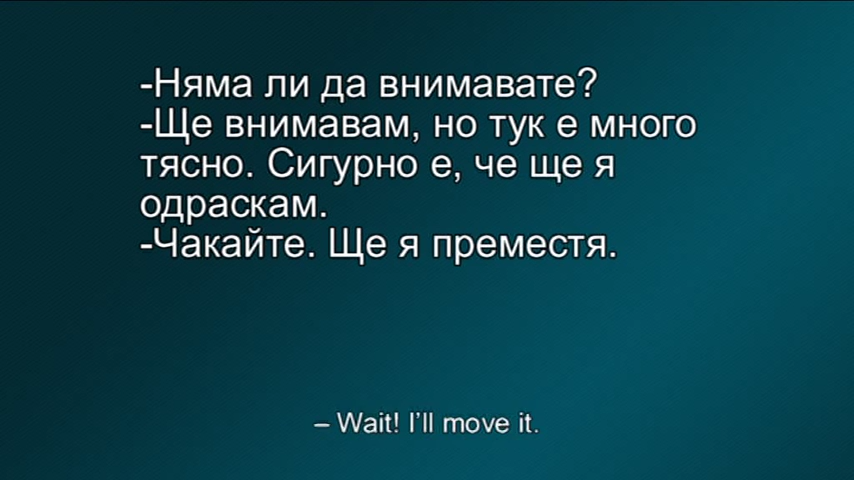 -Няма ли да внимавате?
-Ще внимавам, но тук е много
тясно. Сигурно е, че ще я
одраскам.
-Чакайте. Ще я преместя.
– Wait! I’ll move it.